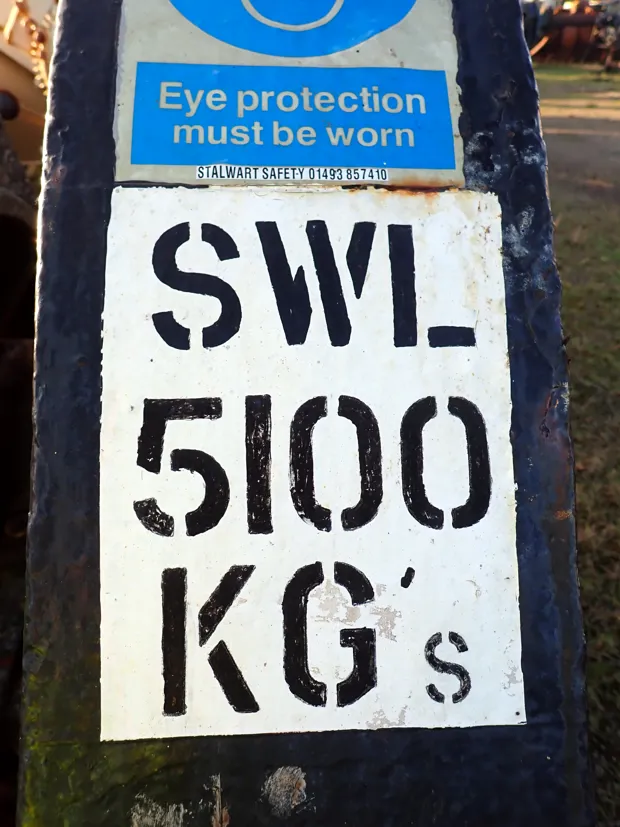 Eye protection
must be worn
STALWART SAFETY 01493 857410
SWL
5100
KG's